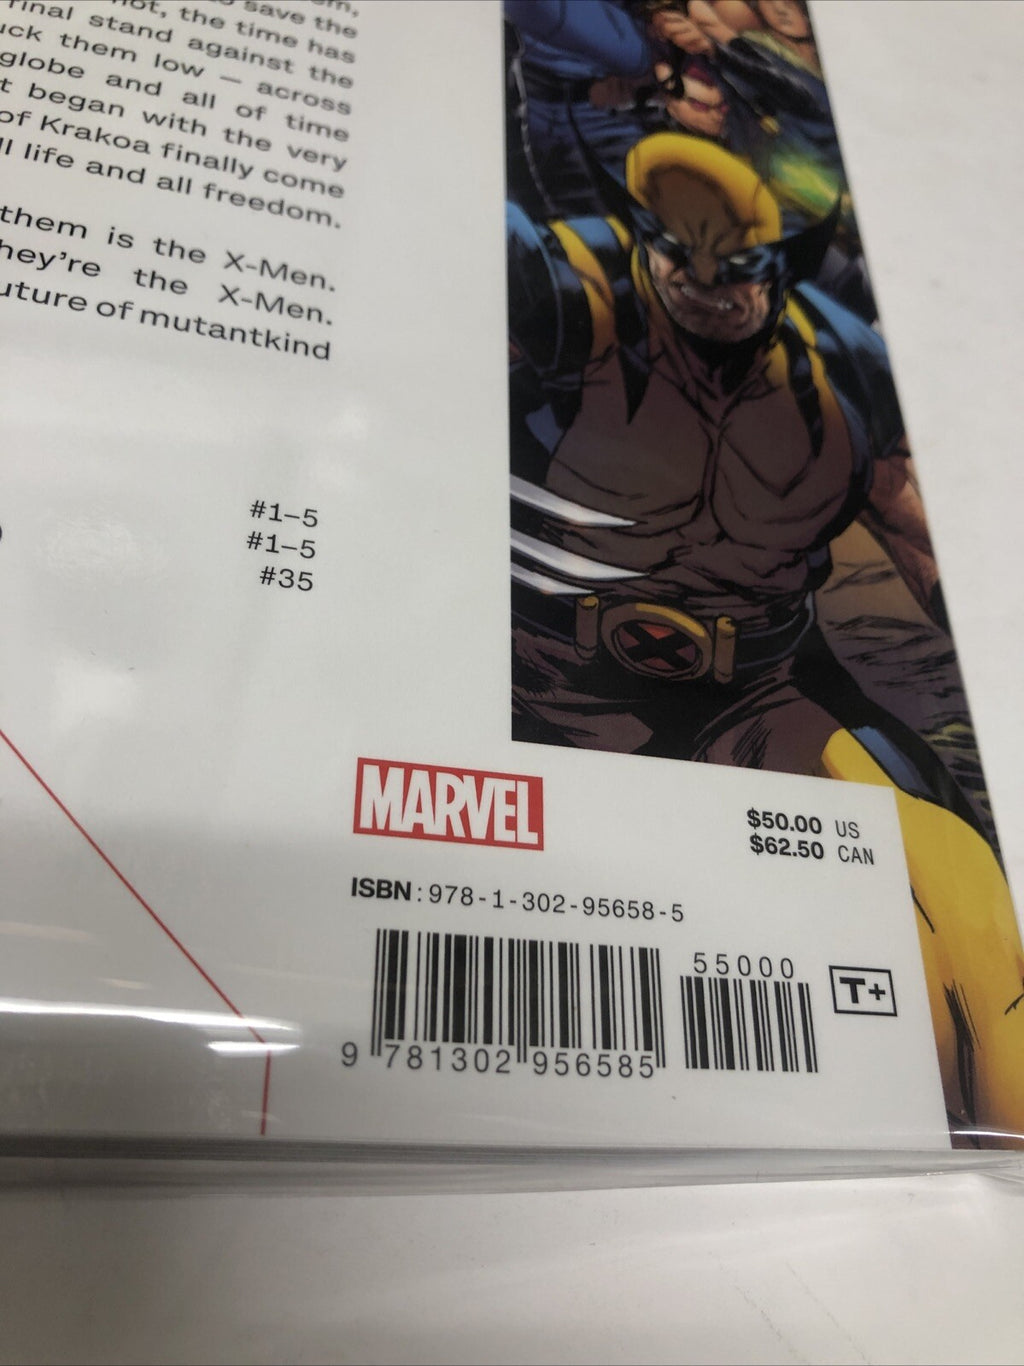 save the
not, the time has
final stand against the
them low — across
globe and all of time
began with the very
of Krakoa finally come
life and all freedom.
them is the X-Men.
they're the X-Men.
future of mutantkind
#1–5
#1–5
#35
MARVEL
$50.00 US
$62.50 CAN
ISBN: 978-1-302-95658-5
55000
T+
9 781302 956585